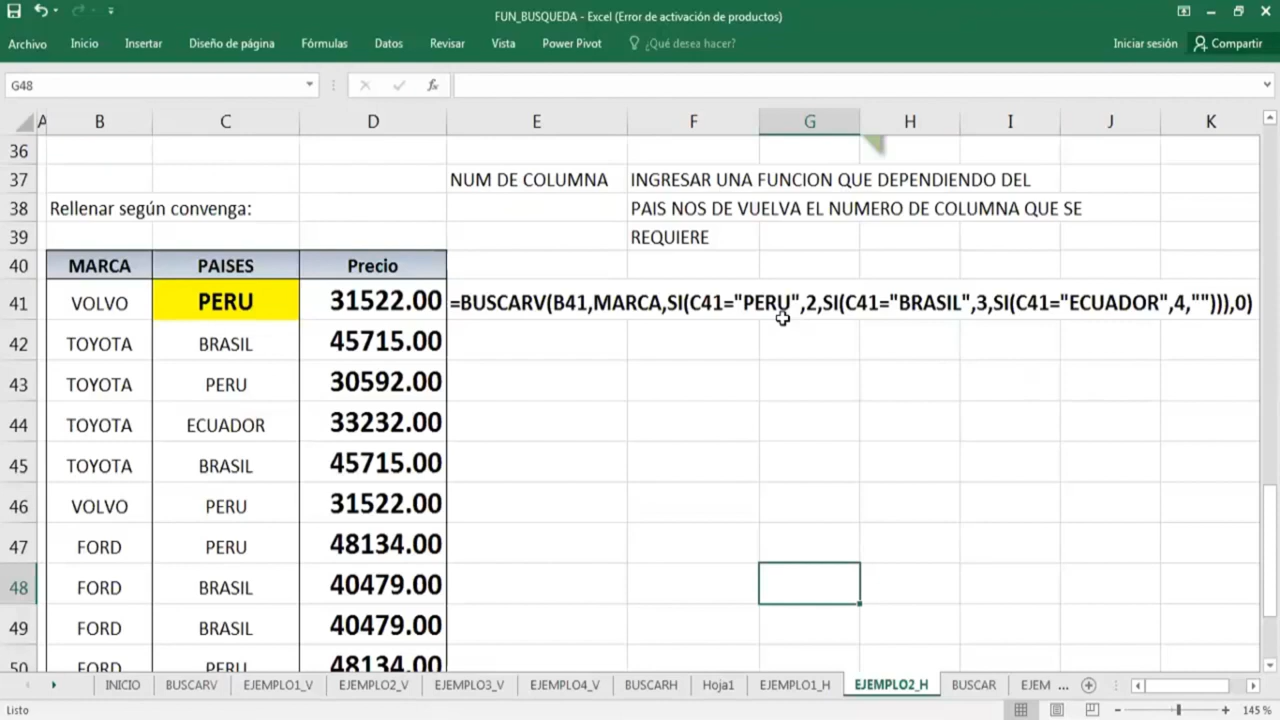 FUN_BUSQUEDA - Excel (Error de activación de productos)
Archivo Inicio Insertar Diseño de página Fórmulas Datos Revisar Vista Power Pivot ¿Qué desea hacer? Iniciar sesión Compartir
G48 fx
A B C D E F G H I J K
36
37 NUM DE COLUMNA INGRESAR UNA FUNCION QUE DEPENDIENDO DEL
38 Rellenar según convenga: PAIS NOS DE VUELVA EL NUMERO DE COLUMNA QUE SE
39 REQUIERE
40 MARCA PAISES Precio
41 VOLVO PERU 31522.00 =BUSCARV(B41,MARCA,SI(C41="PERU",2,SI(C41="BRASIL",3,SI(C41="ECUADOR",4,""))),0)
42 TOYOTA BRASIL 45715.00
43 TOYOTA PERU 30592.00
44 TOYOTA ECUADOR 33232.00
45 TOYOTA BRASIL 45715.00
46 VOLVO PERU 31522.00
47 FORD PERU 48134.00
48 FORD BRASIL 40479.00
49 FORD BRASIL 40479.00
50 FORD PERU 48134.00
INICIO BUSCARV EJEMPLO1_V EJEMPLO2_V EJEMPLO3_V EJEMPLO4_V BUSCARH Hoja1 EJEMPLO1_H EJEMPLO2_H BUSCAR EJEM ...
Listo 145 %